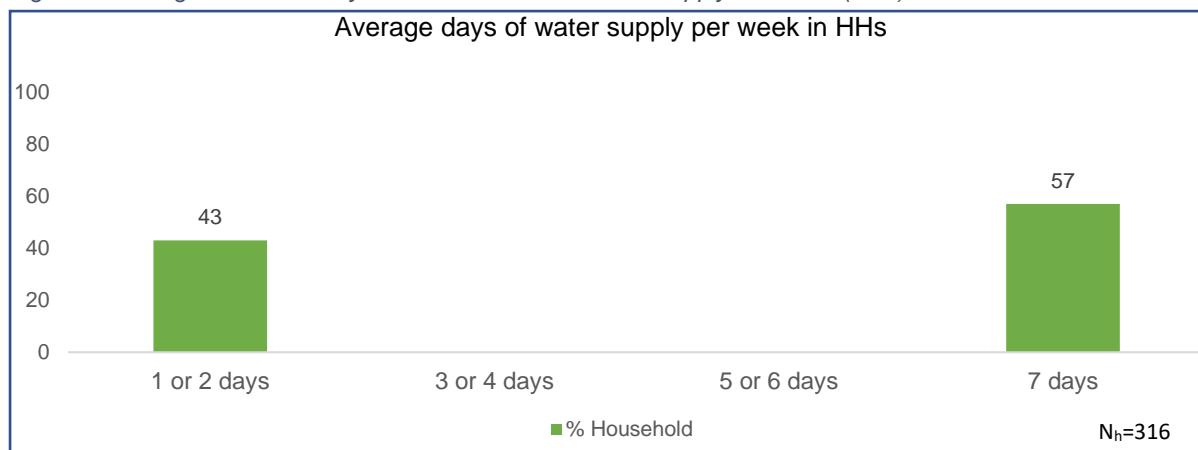 Average days of water supply per week in HHs
100
80
60
40
20
0
43
57
1 or 2 days
3 or 4 days
5 or 6 days
7 days
% Household
Nh=316